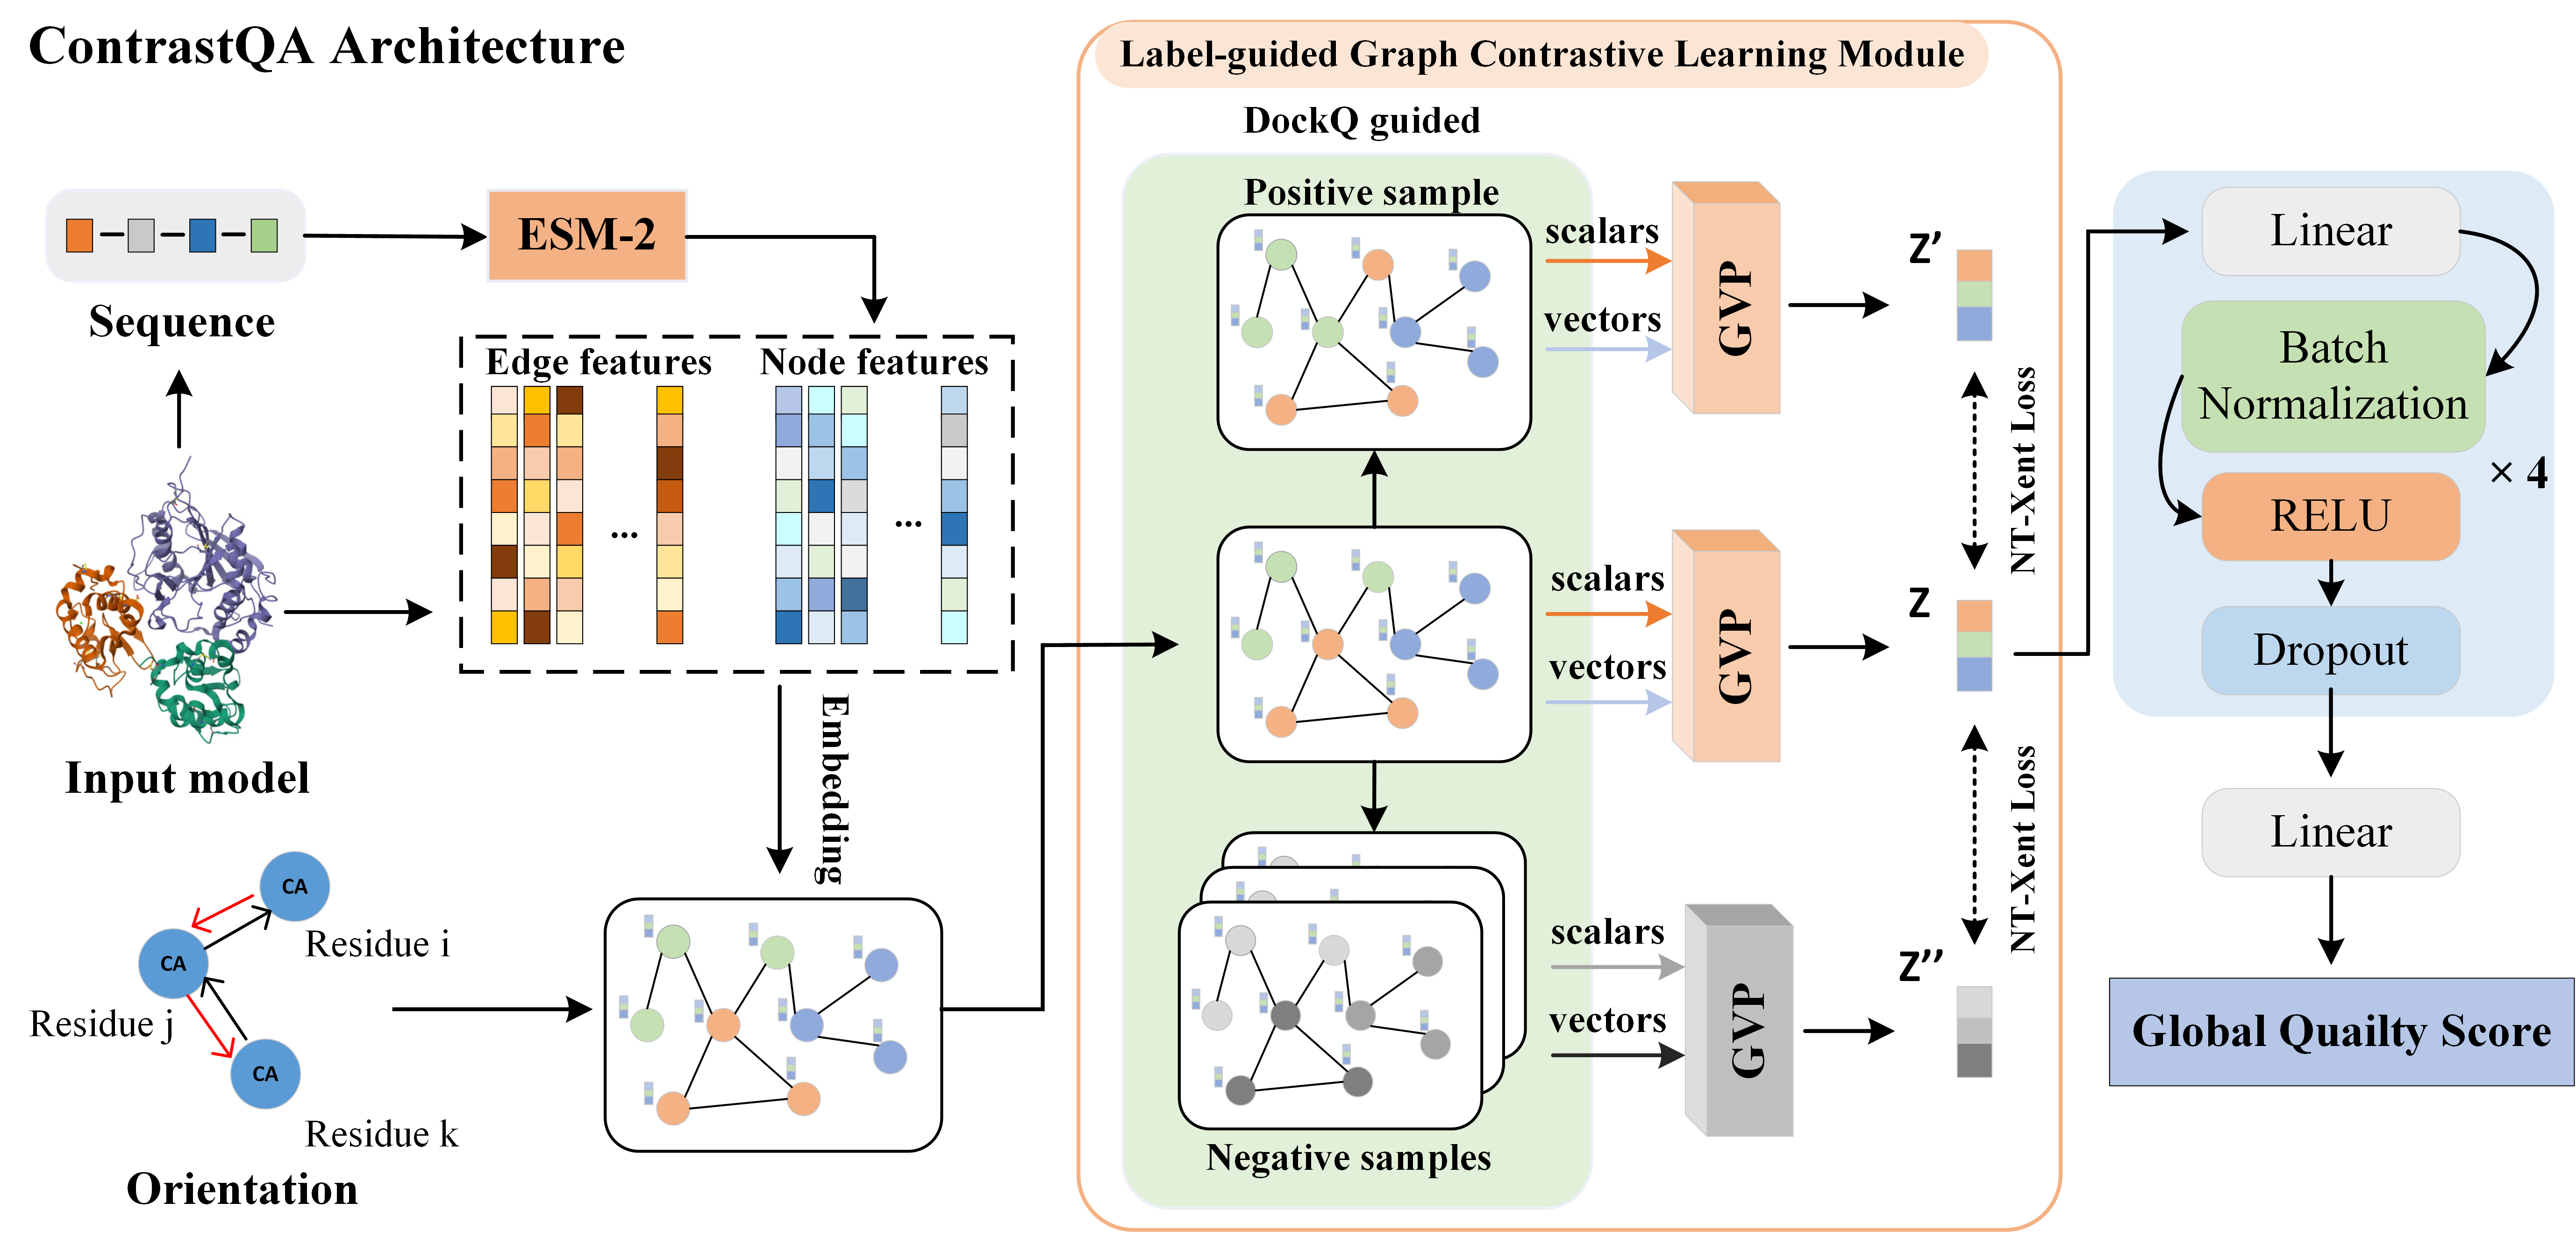 ContrastQA Architecture
Sequence
ESM-2
Edge features
Node features
...
...
Input model
Embedding
CA
CA
CA
Residue i
Residue j
Residue k
Orientation
Label-guided Graph Contrastive Learning Module
DockQ guided
Positive sample
scalars
vectors
GVP
Z’
NT-Xent Loss
scalars
vectors
GVP
Z
NT-Xent Loss
scalars
vectors
GVP
Z’’
Negative samples
Linear
Batch
Normalization
× 4
RELU
Dropout
Linear
Global Quailty Score